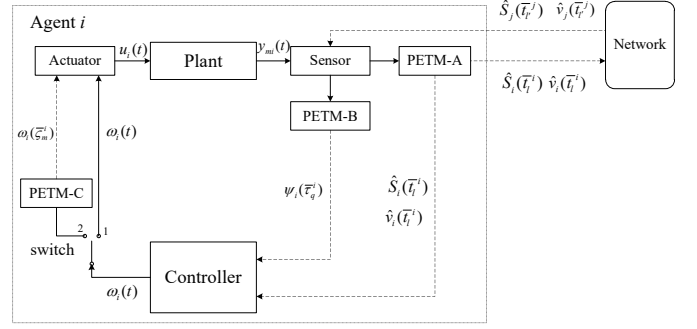 Agent i
Ŝ_j(t̄_{l'}^j) v̂_j(t̄_{l'}^j)
Network
Actuator
u_i(t)
Plant
y_{mi}(t)
Sensor
PETM-A
Ŝ_i(t̄_l^i) v̂_i(t̄_l^i)
PETM-B
ω_i(ς̄_m^i)
ω_i(t)
PETM-C
ψ_i(τ̄_q^i)
Ŝ_i(t̄_l^i)
v̂_i(t̄_l^i)
2
1
switch
Controller
ω_i(t)